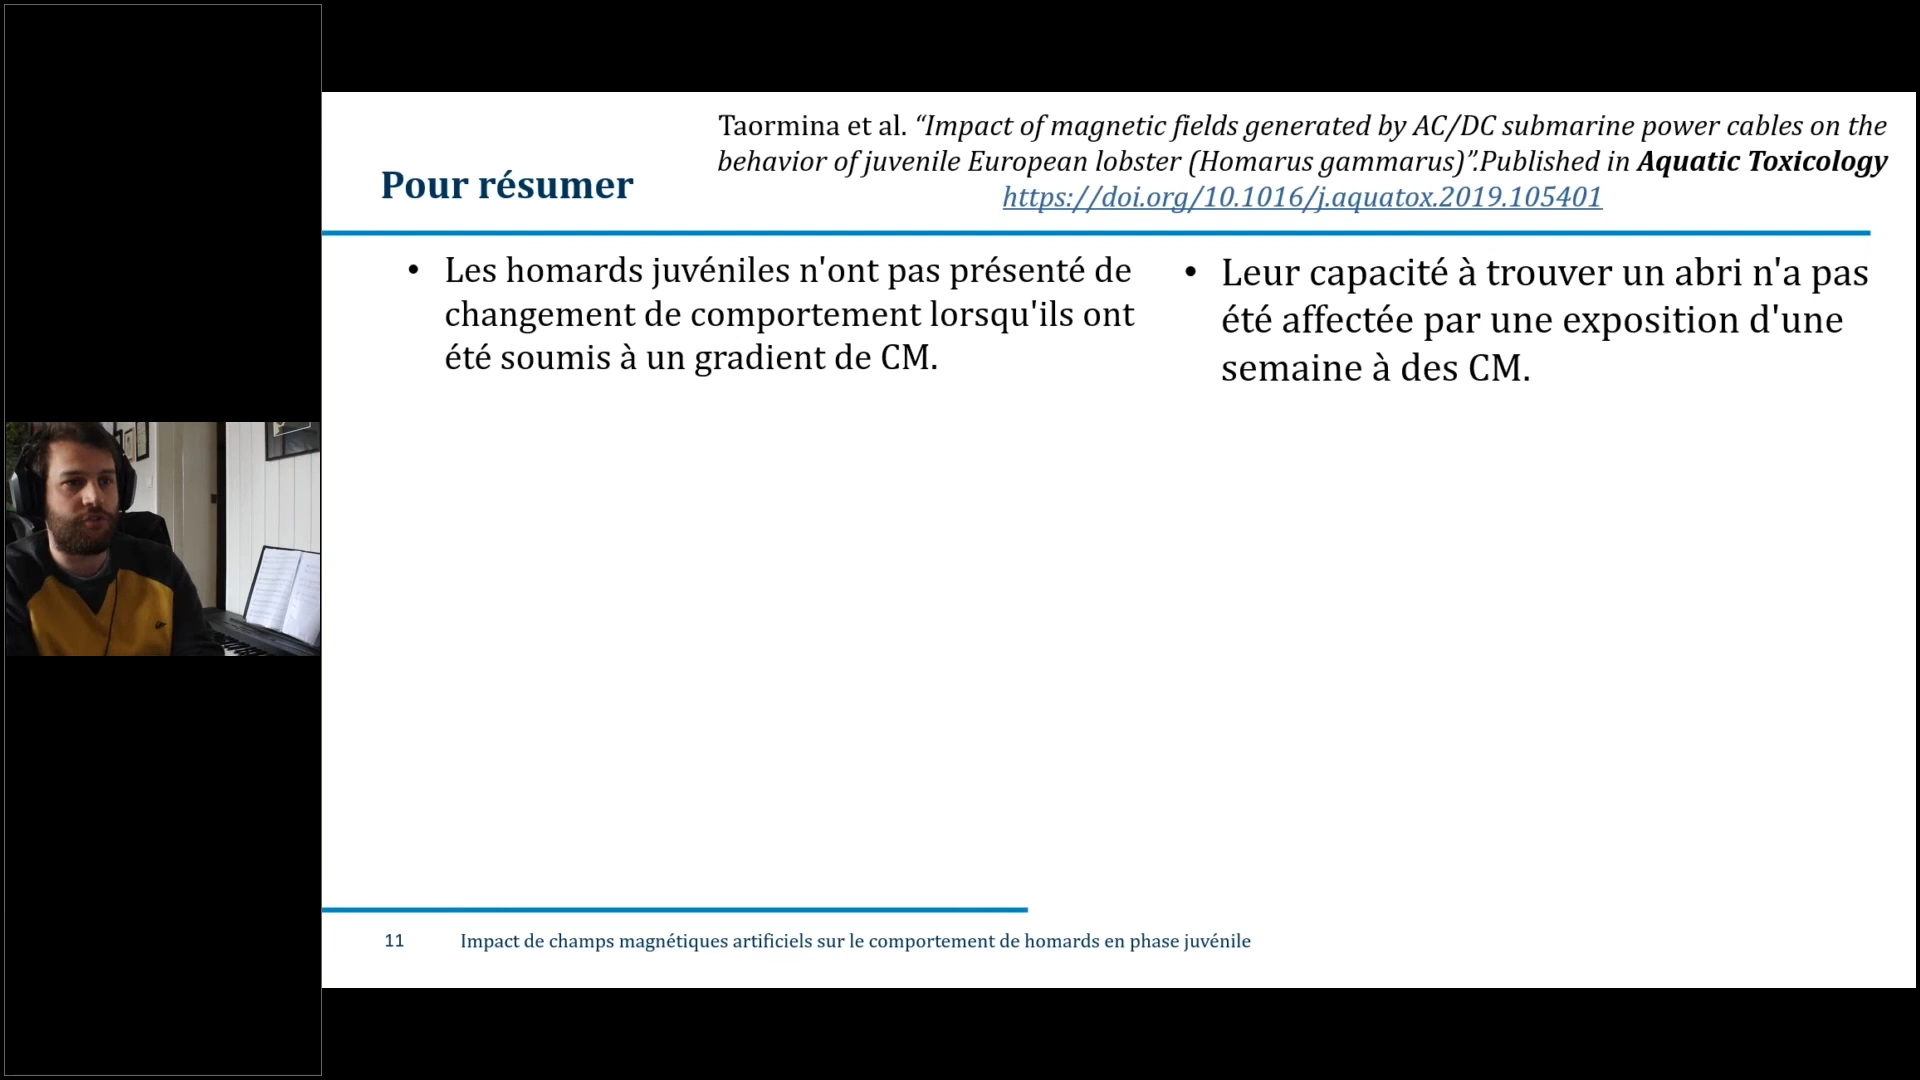 Pour résumer
Taormina et al. “Impact of magnetic fields generated by AC/DC submarine power cables on the
behavior of juvenile European lobster (Homarus gammarus)”.Published in Aquatic Toxicology
https://doi.org/10.1016/j.aquatox.2019.105401
• Les homards juvéniles n'ont pas présenté de
changement de comportement lorsqu'ils ont
été soumis à un gradient de CM.
• Leur capacité à trouver un abri n'a pas
été affectée par une exposition d'une
semaine à des CM.
11 Impact de champs magnétiques artificiels sur le comportement de homards en phase juvénile